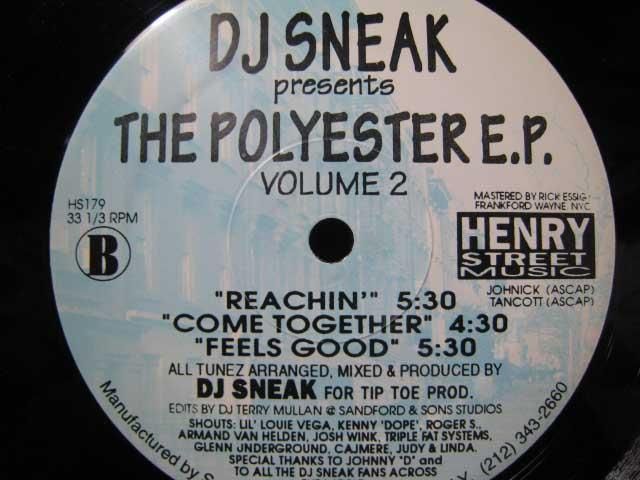 DJ SNEAK
presents
THE POLYESTER E.P.
VOLUME 2
HS179
33 1/3 RPM
B
MASTERED BY RICK ESSIG
FRANKFORD WAYNE, NYC
HENRY
STREET
MUSIC
JOHNICK (ASCAP)
TANCOTT (ASCAP)
"REACHIN'" 5:30
"COME TOGETHER" 4:30
"FEELS GOOD" 5:30
ALL TUNEZ ARRANGED, MIXED & PRODUCED BY
DJ SNEAK FOR TIP TOE PROD.
EDITS BY DJ TERRY MULLAN @ SANDFORD & SONS STUDIOS
SHOUTS: LIL' LOUIE VEGA, KENNY 'DOPE', ROGER S.,
ARMAND VAN HELDEN, JOSH WINK, TRIPLE FAT SYSTEMS,
GLENN UNDERGROUND, CAJMERE, JUDY & LINDA.
SPECIAL THANKS TO JOHNNY "D" and
TO ALL THE DJ SNEAK FANS ACROSS
Manufactured by
(212) 343-2660